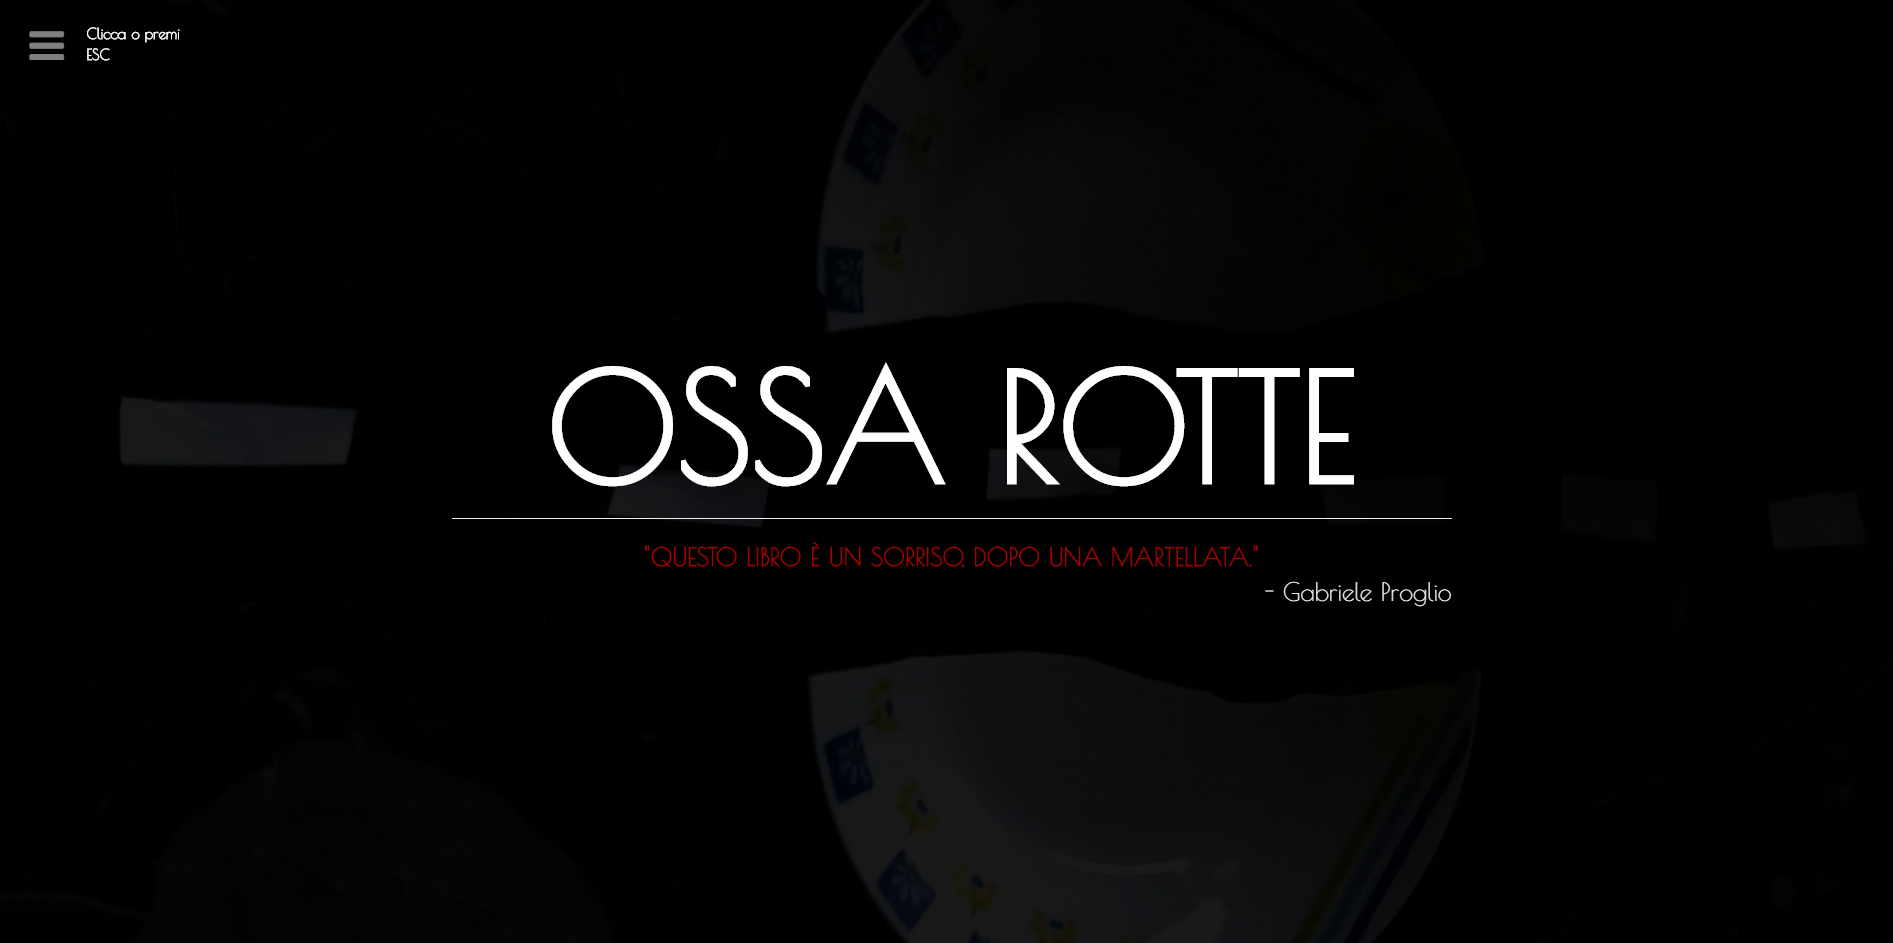 Clicca o premi
ESC
OSSA ROTTE
"QUESTO LIBRO È UN SORRISO, DOPO UNA MARTELLATA."
- Gabriele Proglio